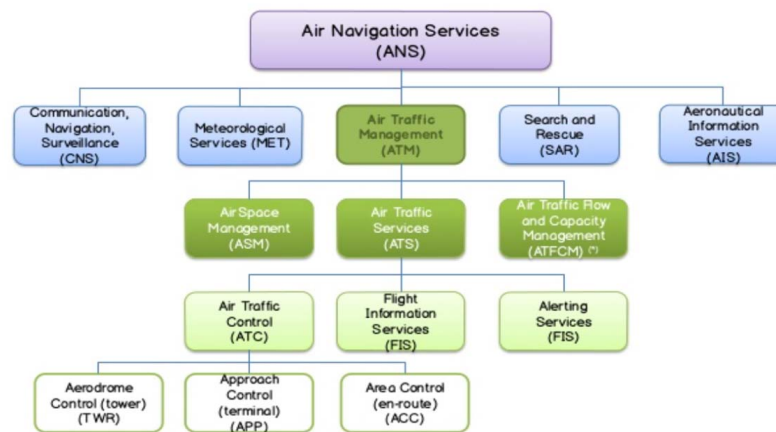 Air Navigation Services
(ANS)
Communication,
Navigation,
Surveillance
(CNS)
Meteorological
Services (MET)
Air Traffic
Management
(ATM)
Search and
Rescue
(SAR)
Aeronautical
Information
Services
(AIS)
AirSpace
Management
(ASM)
Air Traffic
Services
(ATS)
Air Traffic Flow
and Capacity
Management
(ATFCM) (*)
Air Traffic
Control
(ATC)
Flight
Information
Services
(FIS)
Alerting
Services
(FIS)
Aerodrome
Control (tower)
(TWR)
Approach
Control
(terminal)
(APP)
Area Control
(en-route)
(ACC)